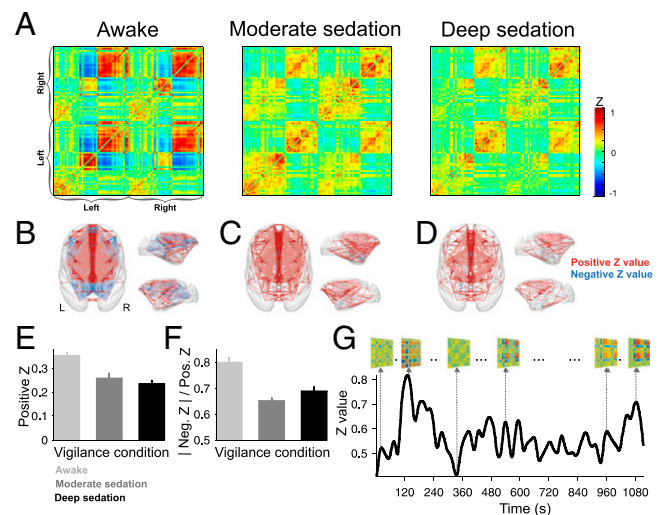 A
Awake
Moderate sedation
Deep sedation
Right
Left
Left
Right
Z
1
0
-1
B
C
D
L
R
Positive Z value
Negative Z value
E
F
G
Positive Z
0.3
0.2
0.1
0
Vigilance condition
Awake
Moderate sedation
Deep sedation
| Neg. Z | / Pos. Z
0.8
0.7
0.6
0.5
Vigilance condition
.
..
...
...
...
.
Z value
0.8
0.7
0.6
0.5
120 240 360 480 600 720 840 960 1080
Time (s)